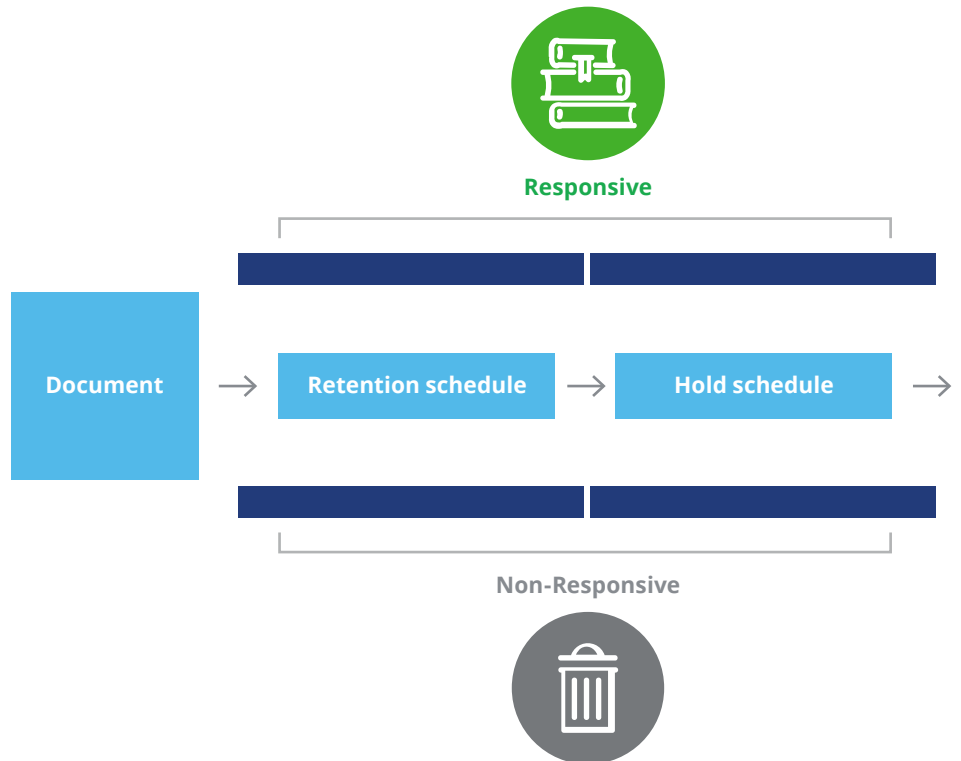 Responsive
Document
Retention schedule
Hold schedule
Non-Responsive